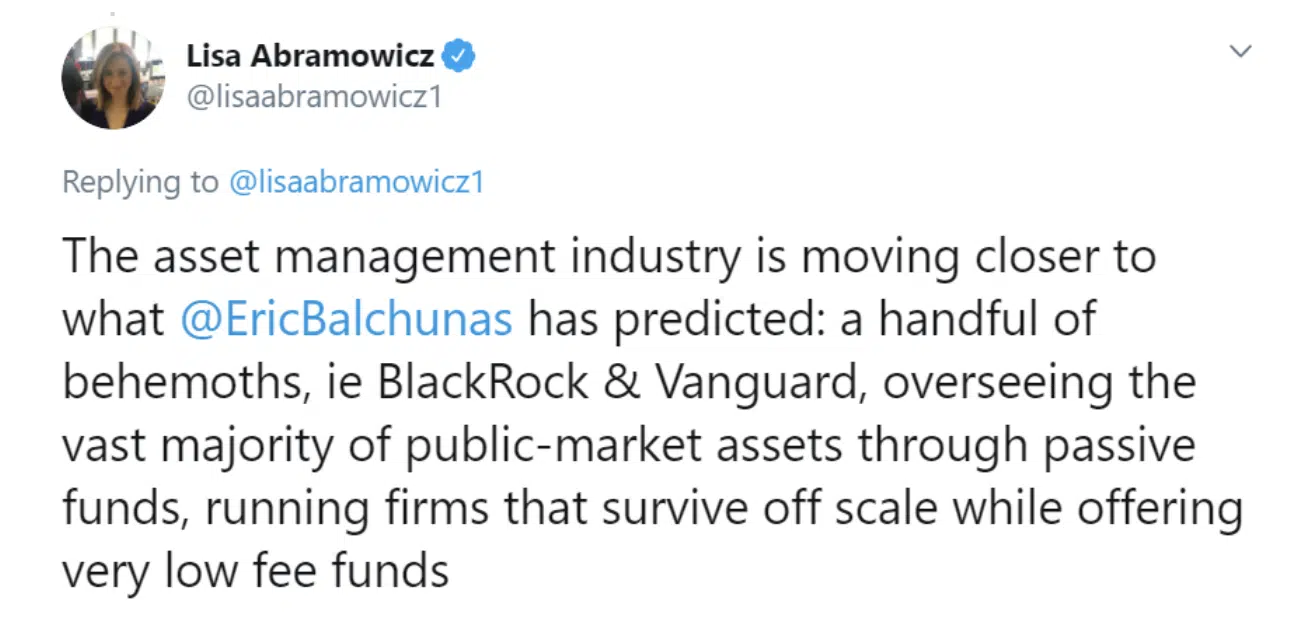 Lisa Abramowicz
@lisaabramowicz1
Replying to @lisaabramowicz1
The asset management industry is moving closer to
what @EricBalchunas has predicted: a handful of
behemoths, ie BlackRock & Vanguard, overseeing the
vast majority of public-market assets through passive
funds, running firms that survive off scale while offering
very low fee funds